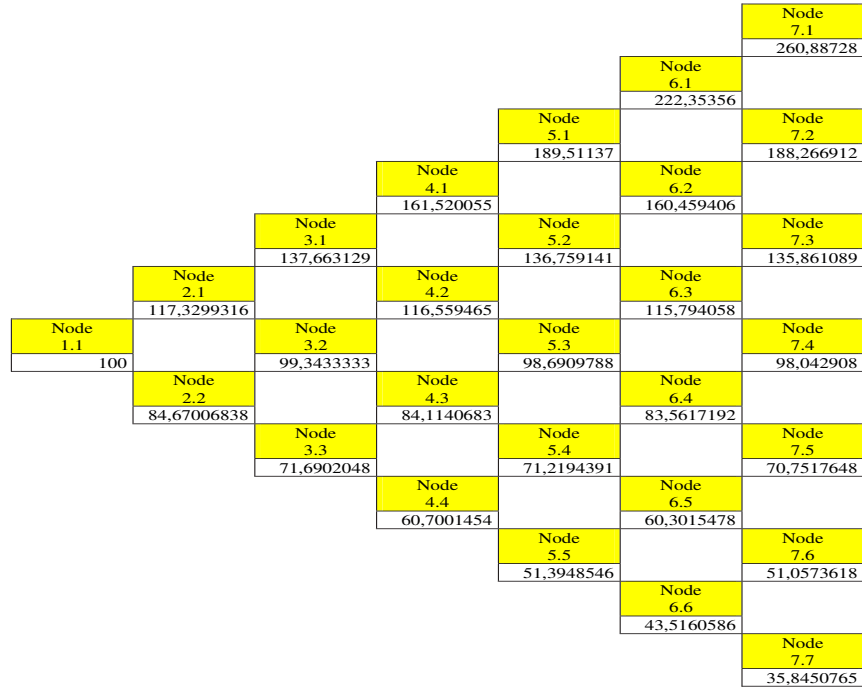 Node
7.1
260,88728
Node
6.1
222,35356
Node
5.1
189,51137
Node
7.2
188,266912
Node
4.1
161,520055
Node
6.2
160,459406
Node
3.1
137,663129
Node
5.2
136,759141
Node
7.3
135,861089
Node
2.1
117,3299316
Node
4.2
116,559465
Node
6.3
115,794058
Node
1.1
100
Node
3.2
99,3433333
Node
5.3
98,6909788
Node
7.4
98,042908
Node
2.2
84,67006838
Node
4.3
84,1140683
Node
6.4
83,5617192
Node
3.3
71,6902048
Node
5.4
71,2194391
Node
7.5
70,7517648
Node
4.4
60,7001454
Node
6.5
60,3015478
Node
5.5
51,3948546
Node
7.6
51,0573618
Node
6.6
43,5160586
Node
7.7
35,8450765